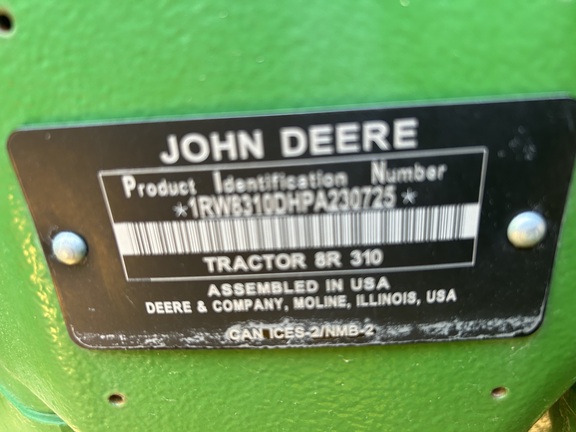 JOHN DEERE
Product Identification Number
*1RW8310DHPA230725*
TRACTOR 8R 310
ASSEMBLED IN USA
DEERE & COMPANY, MOLINE, ILLINOIS, USA
CAN ICES-2/NMB-2